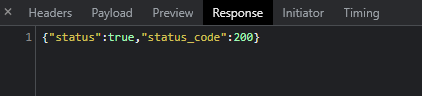 × Headers Payload Preview Response Initiator Timing
1 {"status":true,"status_code":200}